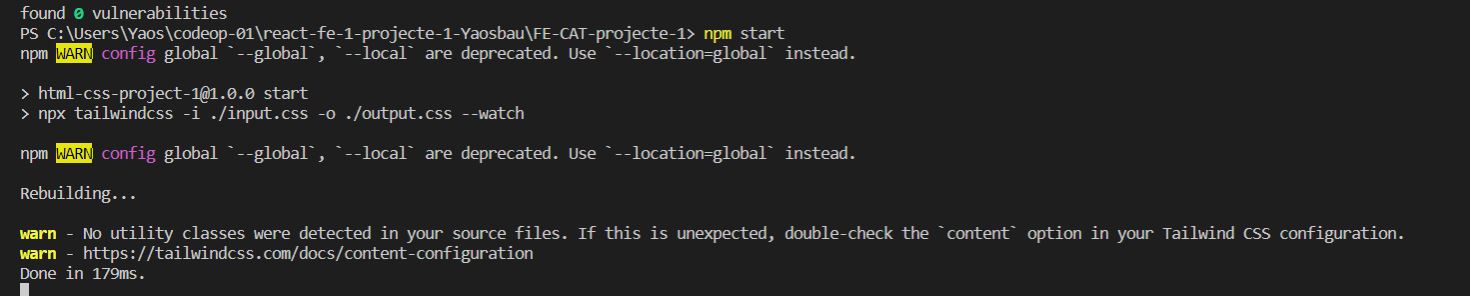 found 0 vulnerabilities
PS C:\Users\Yaos\codeop-01\react-fe-1-projecte-1-Yaosbau\FE-CAT-projecte-1> npm start
npm WARN config global `--global`, `--local` are deprecated. Use `--location=global` instead.
> html-css-project-1@1.0.0 start
> npx tailwindcss -i ./input.css -o ./output.css --watch
npm WARN config global `--global`, `--local` are deprecated. Use `--location=global` instead.
Rebuilding...
warn - No utility classes were detected in your source files. If this is unexpected, double-check the `content` option in your Tailwind CSS configuration.
warn - https://tailwindcss.com/docs/content-configuration
Done in 179ms.